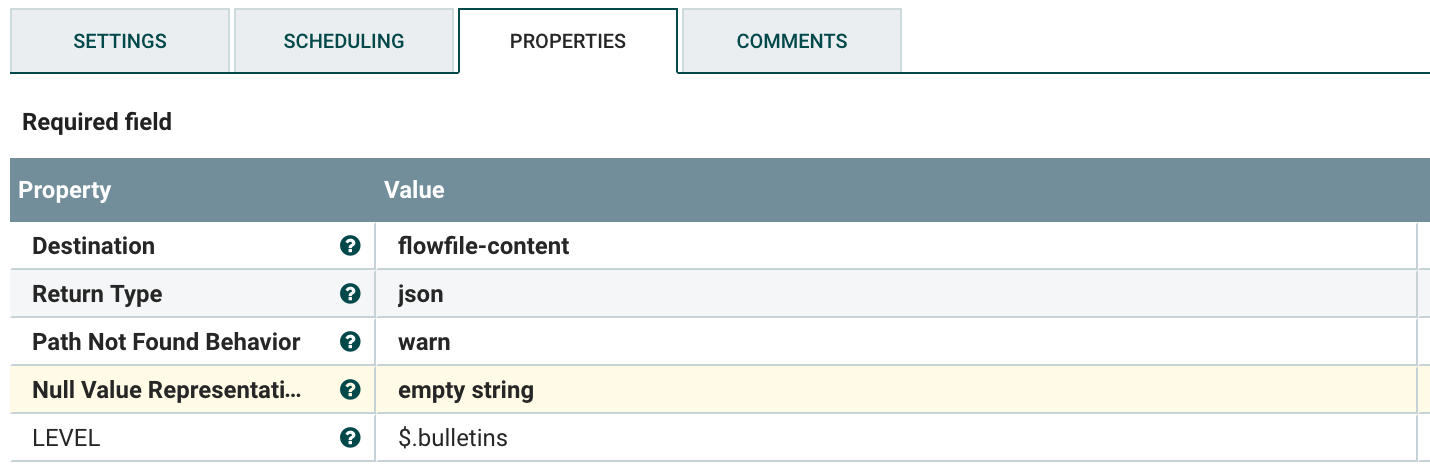 SETTINGS SCHEDULING PROPERTIES COMMENTS
Required field
Property Value
Destination flowfile-content
Return Type json
Path Not Found Behavior warn
Null Value Representati... empty string
LEVEL $.bulletins